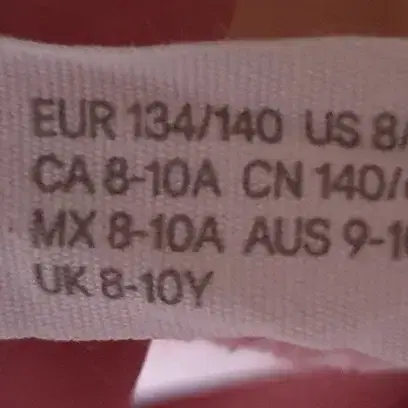 EUR 134/140 US 8/
CA 8-10A CN 140/
MX 8-10A AUS 9-1
UK 8-10Y